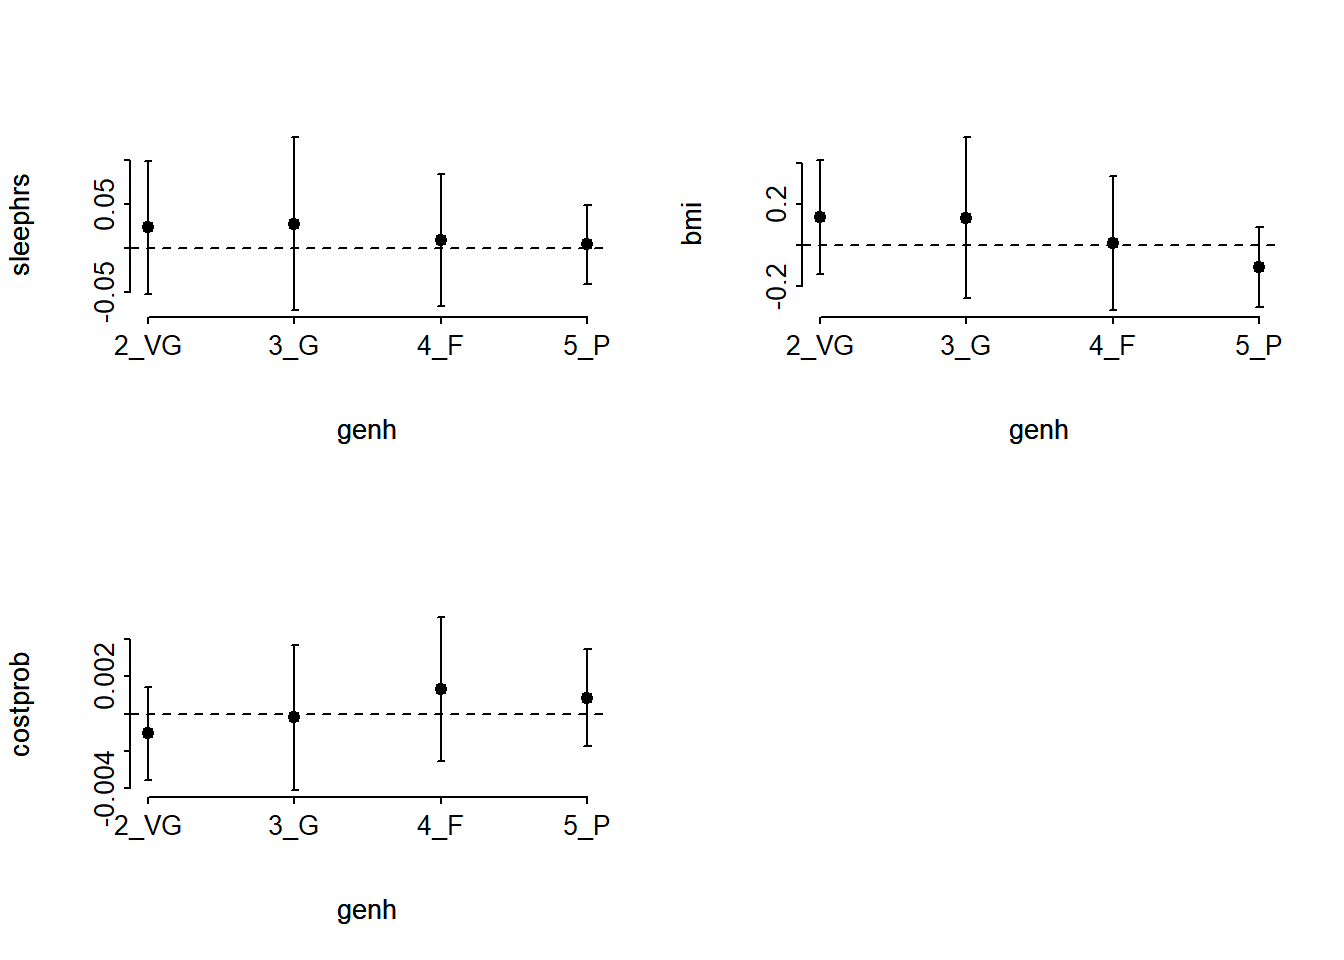 sleephrs
0.05
-0.05
2_VG 3_G 4_F 5_P
genh
bmi
0.2
-0.2
2_VG 3_G 4_F 5_P
genh
costprob
0.002
-0.004
2_VG 3_G 4_F 5_P
genh